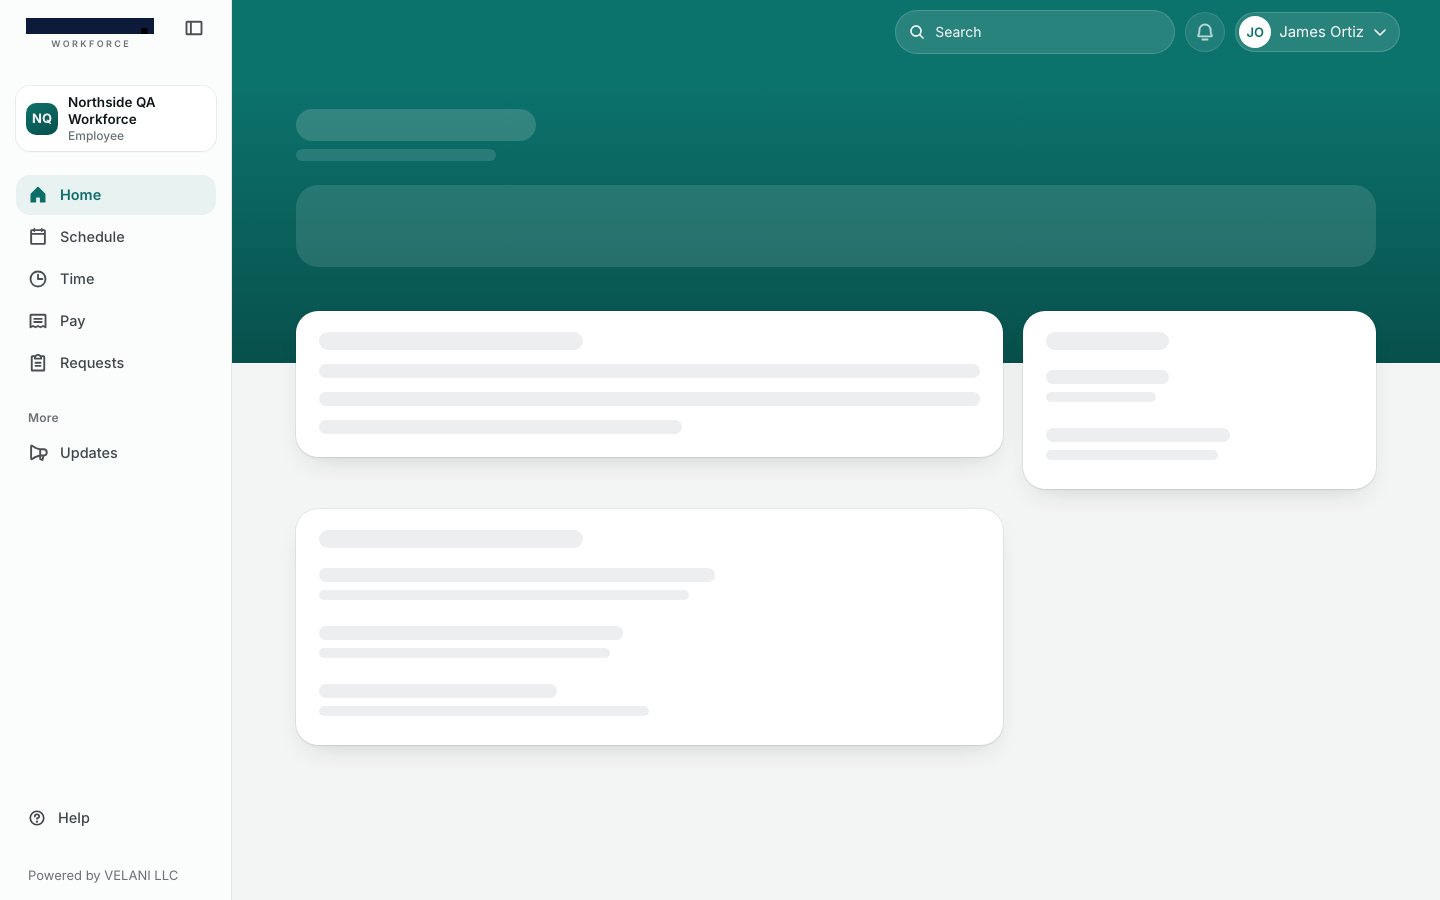 WORKFORCE
Search
JO
James Ortiz
NQ
Northside QA
Workforce
Employee
Home
Schedule
Time
Pay
Requests
More
Updates
Help
Powered by VELANI LLC